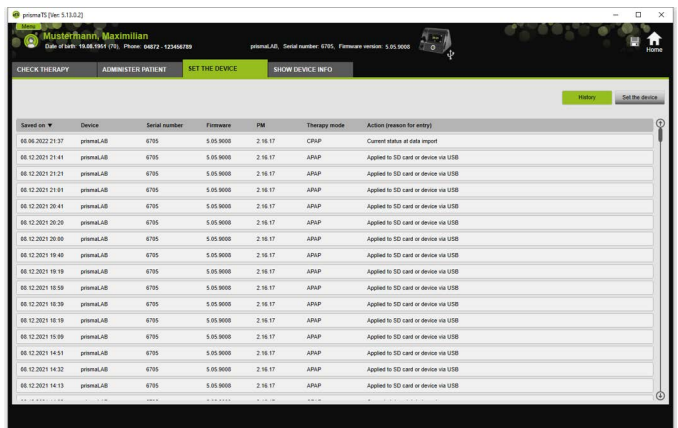 prismaTS [Ver: 5.13.0.2]
Menu
Mustermann, Maximilian
Date of birth: 19.08.1951 (70), Phone: 04872 - 123456789
prismaLAB, Serial number: 6705, Firmware version: 5.05.9008
Home
CHECK THERAPY ADMINISTER PATIENT SET THE DEVICE SHOW DEVICE INFO
History Set the device
Saved on ▼ Device Serial number Firmware PM Therapy mode Action (reason for entry)
08.06.2022 21:37 prismaLAB 6705 5.05.9008 2.16.17 CPAP Current status at data import
08.12.2021 21:41 prismaLAB 6705 5.05.9008 2.16.17 APAP Applied to SD card or device via USB
08.12.2021 21:21 prismaLAB 6705 5.05.9008 2.16.17 APAP Applied to SD card or device via USB
08.12.2021 21:01 prismaLAB 6705 5.05.9008 2.16.17 APAP Applied to SD card or device via USB
08.12.2021 20:41 prismaLAB 6705 5.05.9008 2.16.17 APAP Applied to SD card or device via USB
08.12.2021 20:20 prismaLAB 6705 5.05.9008 2.16.17 APAP Applied to SD card or device via USB
08.12.2021 20:00 prismaLAB 6705 5.05.9008 2.16.17 APAP Applied to SD card or device via USB
08.12.2021 19:40 prismaLAB 6705 5.05.9008 2.16.17 APAP Applied to SD card or device via USB
08.12.2021 19:19 prismaLAB 6705 5.05.9008 2.16.17 APAP Applied to SD card or device via USB
08.12.2021 18:59 prismaLAB 6705 5.05.9008 2.16.17 APAP Applied to SD card or device via USB
08.12.2021 18:39 prismaLAB 6705 5.05.9008 2.16.17 APAP Applied to SD card or device via USB
08.12.2021 18:19 prismaLAB 6705 5.05.9008 2.16.17 APAP Applied to SD card or device via USB
08.12.2021 15:09 prismaLAB 6705 5.05.9008 2.16.17 APAP Applied to SD card or device via USB
08.12.2021 14:51 prismaLAB 6705 5.05.9008 2.16.17 APAP Applied to SD card or device via USB
08.12.2021 14:32 prismaLAB 6705 5.05.9008 2.16.17 APAP Applied to SD card or device via USB
08.12.2021 14:13 prismaLAB 6705 5.05.9008 2.16.17 APAP Applied to SD card or device via USB